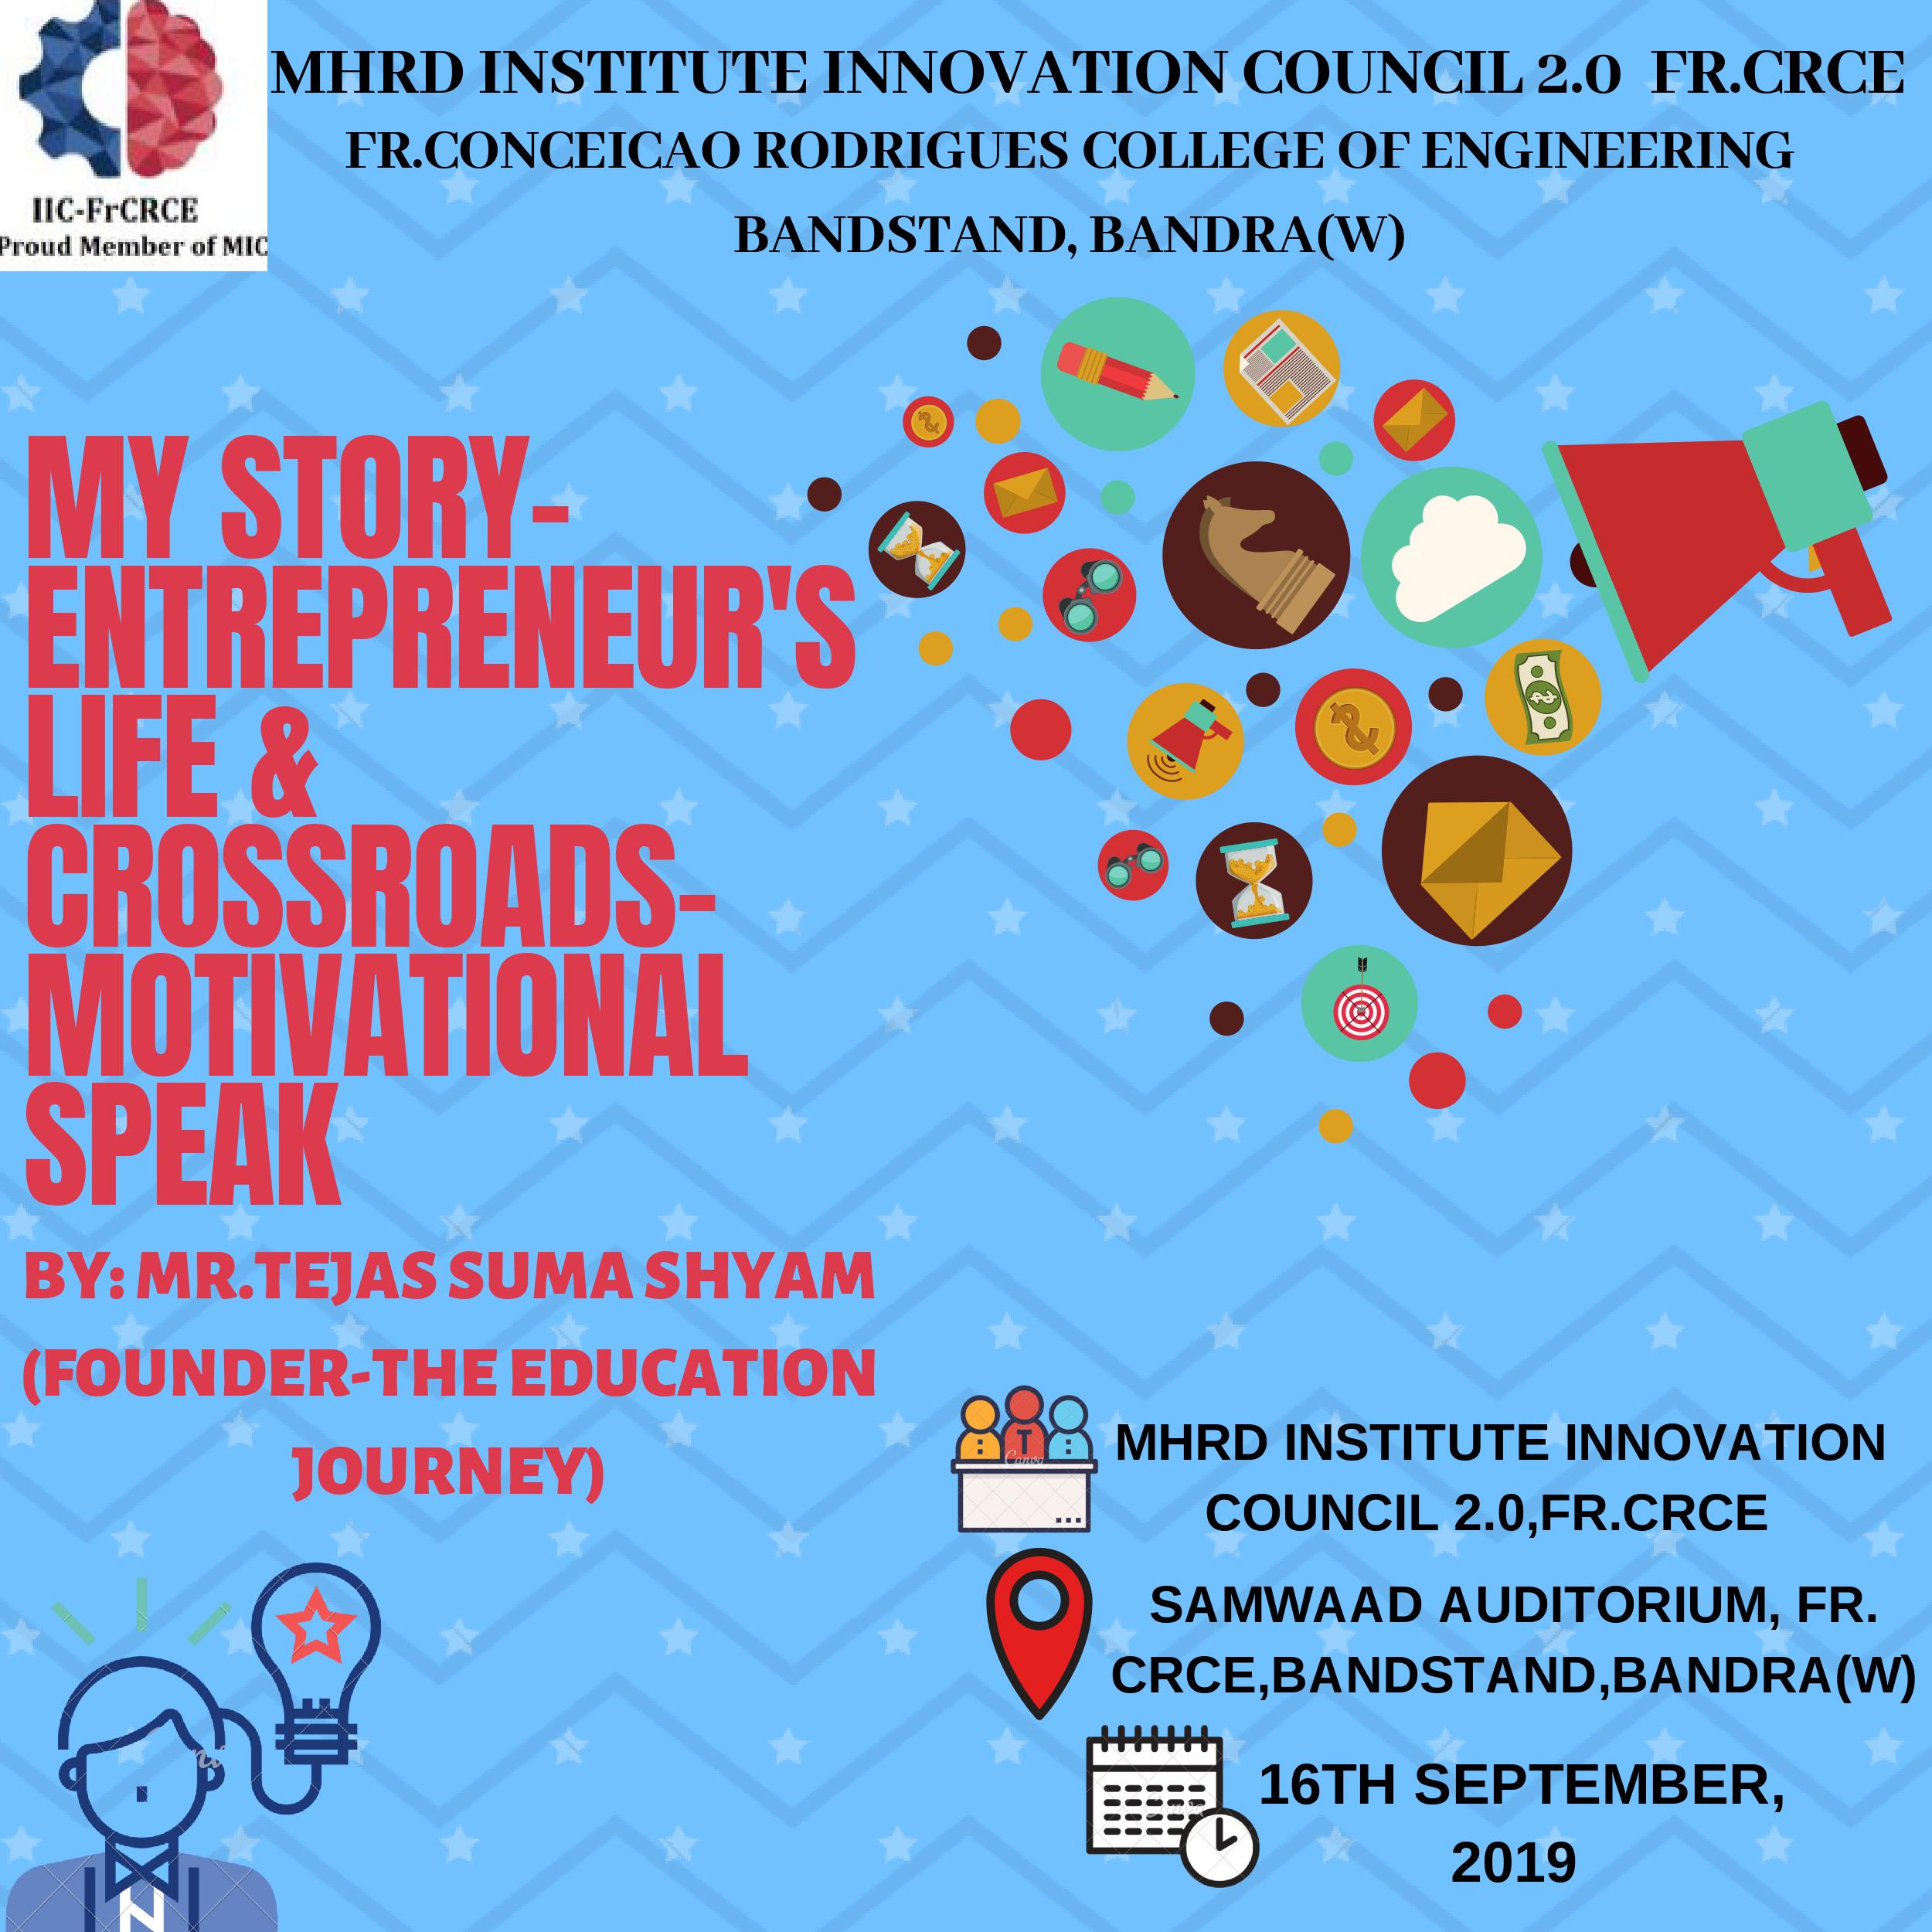 MHRD INSTITUTE INNOVATION COUNCIL 2.0 FR.CRCE
FR.CONCEICAO RODRIGUES COLLEGE OF ENGINEERING
BANDSTAND, BANDRA(W)
IIC-FrCRCE
Proud Member of MIC
MY STORY-
ENTREPRENEUR'S
LIFE &
CROSSROADS-
MOTIVATIONAL
SPEAK
BY: MR.TEJAS SUMA SHYAM
(FOUNDER-THE EDUCATION
JOURNEY)
MHRD INSTITUTE INNOVATION
COUNCIL 2.0,FR.CRCE
SAMWAAD AUDITORIUM, FR.
CRCE,BANDSTAND,BANDRA(W)
16TH SEPTEMBER,
2019